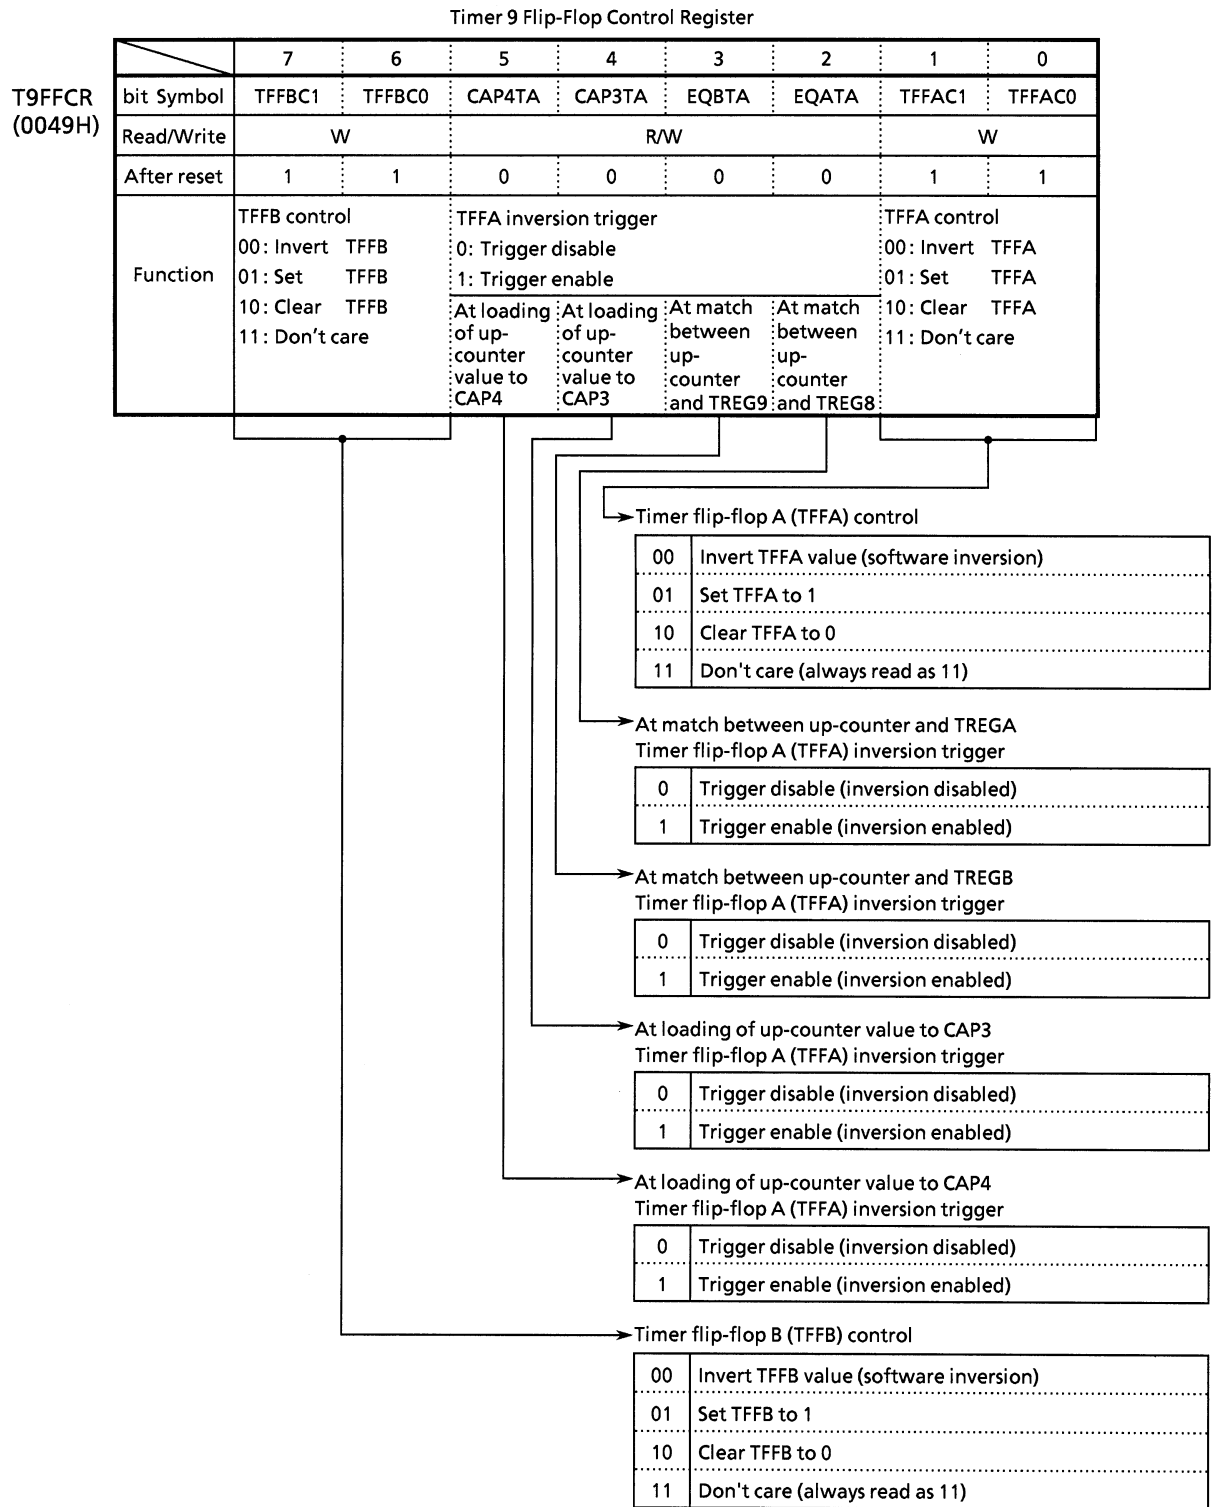 Timer 9 Flip-Flop Control Register
7 6 5 4 3 2 1 0
T9FFCR
(0049H)
bit Symbol TFFBC1 TFFBC0 CAP4TA CAP3TA EQBTA EQATA TFFAC1 TFFAC0
Read/Write W R/W W
After reset 1 1 0 0 0 0 1 1
Function
TFFB control
00: Invert TFFB
01: Set TFFB
10: Clear TFFB
11: Don't care
TFFA inversion trigger
0: Trigger disable
1: Trigger enable
At loading
of up-
counter
value to
CAP4
At loading
of up-
counter
value to
CAP3
At match
between
up-
counter
and TREG9
At match
between
up-
counter
and TREG8
TFFA control
00: Invert TFFA
01: Set TFFA
10: Clear TFFA
11: Don't care
Timer flip-flop A (TFFA) control
00 Invert TFFA value (software inversion)
01 Set TFFA to 1
10 Clear TFFA to 0
11 Don't care (always read as 11)
At match between up-counter and TREGA
Timer flip-flop A (TFFA) inversion trigger
0 Trigger disable (inversion disabled)
1 Trigger enable (inversion enabled)
At match between up-counter and TREGB
Timer flip-flop A (TFFA) inversion trigger
0 Trigger disable (inversion disabled)
1 Trigger enable (inversion enabled)
At loading of up-counter value to CAP3
Timer flip-flop A (TFFA) inversion trigger
0 Trigger disable (inversion disabled)
1 Trigger enable (inversion enabled)
At loading of up-counter value to CAP4
Timer flip-flop A (TFFA) inversion trigger
0 Trigger disable (inversion disabled)
1 Trigger enable (inversion enabled)
Timer flip-flop B (TFFB) control
00 Invert TFFB value (software inversion)
01 Set TFFB to 1
10 Clear TFFB to 0
11 Don't care (always read as 11)